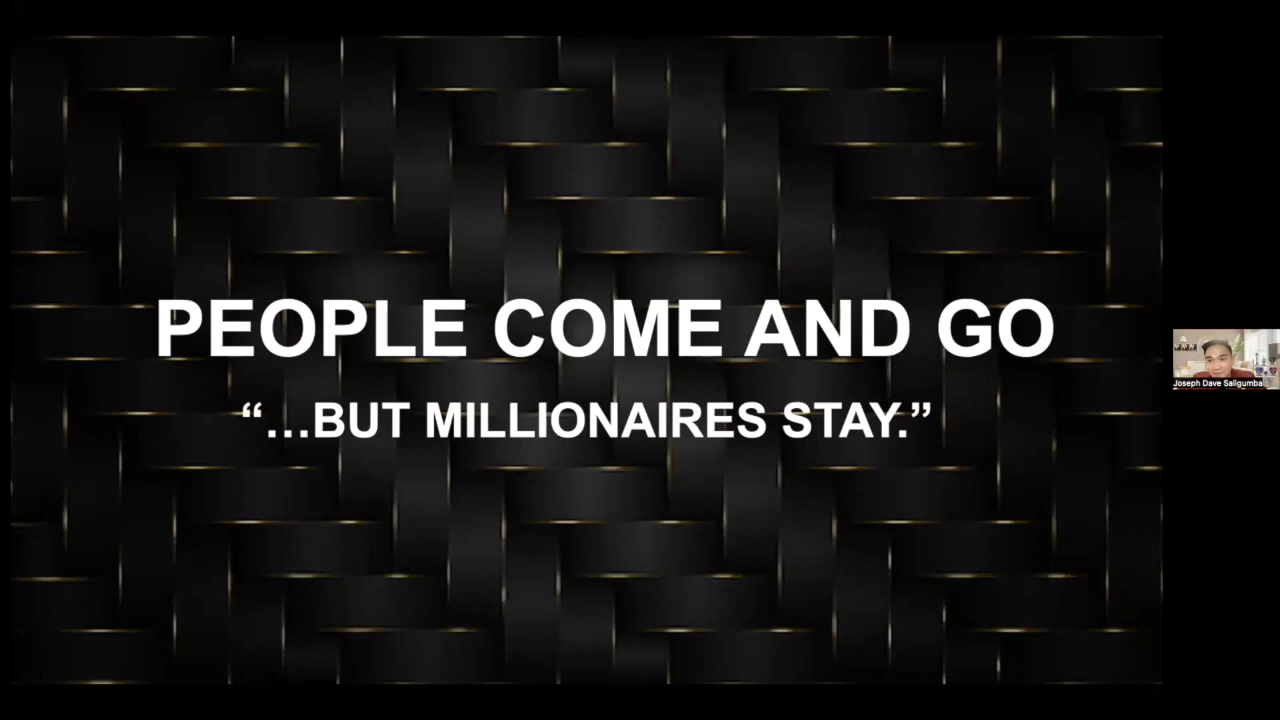 PEOPLE COME AND GO
“...BUT MILLIONAIRES STAY.”
Joseph Dave Saligumba